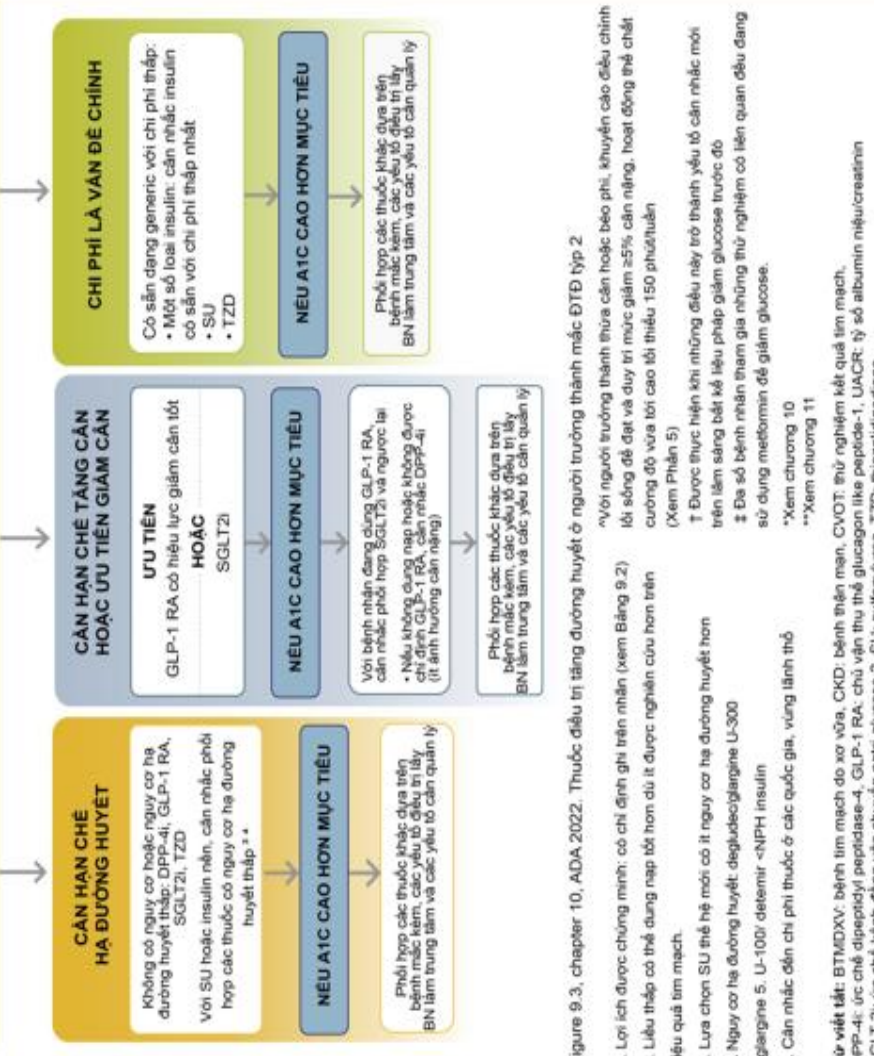 CẦN HẠN CHẾ
HẠ ĐƯỜNG HUYẾT
Không có nguy cơ hoặc nguy cơ hạ
đường huyết thấp: DPP-4i, GLP-1 RA,
SGLT2i, TZD
Với SU hoặc insulin nền, cân nhắc phối
hợp các thuốc có nguy cơ hạ đường
huyết thấp ³ ⁴
NẾU A1C CAO HƠN MỤC TIÊU
Phối hợp các thuốc khác dựa trên
bệnh mắc kèm, các yếu tố điều trị lấy
BN làm trung tâm và các yếu tố cần quản lý
CẦN HẠN CHẾ TĂNG CÂN
HOẶC ƯU TIÊN GIẢM CÂN
ƯU TIÊN
GLP-1 RA có hiệu lực giảm cân tốt
HOẶC
SGLT2i
NẾU A1C CAO HƠN MỤC TIÊU
Với bệnh nhân đang dùng GLP-1 RA,
cân nhắc phối hợp SGLT2i và ngược lại
• Nếu không dung nạp hoặc không được
chỉ định GLP-1 RA, cân nhắc DPP-4i
(ít ảnh hưởng cân nặng)
Phối hợp các thuốc khác dựa trên
bệnh mắc kèm, các yếu tố điều trị lấy
BN làm trung tâm và các yếu tố cần quản lý
CHI PHÍ LÀ VẤN ĐỀ CHÍNH
Có sẵn dạng generic với chi phí thấp:
• Một số loại insulin: cân nhắc insulin
có sẵn với chi phí thấp nhất
• SU
• TZD
NẾU A1C CAO HƠN MỤC TIÊU
Phối hợp các thuốc khác dựa trên
bệnh mắc kèm, các yếu tố điều trị lấy
BN làm trung tâm và các yếu tố cần quản lý
igure 9.3, chapter 10, ADA 2022. Thuốc điều trị tăng đường huyết ở người trưởng thành mắc ĐTĐ týp 2
. Lợi ích được chứng minh: có chỉ định ghi trên nhãn (xem Bảng 9.2)
. Liều thấp có thể dung nạp tốt hơn dù ít được nghiên cứu hơn trên
iệu quả tim mạch.
. Lựa chọn SU thế hệ mới có ít nguy cơ hạ đường huyết hơn
. Nguy cơ hạ đường huyết: degludec/glargine U-300
glargine 5. U-100/ detemir <NPH insulin
. Cân nhắc đến chi phí thuốc ở các quốc gia, vùng lãnh thổ
^Với người trưởng thành thừa cân hoặc béo phì, khuyến cáo điều chỉnh
lối sống để đạt và duy trì mức giảm ≥5% cân nặng, hoạt động thể chất
cường độ vừa tới cao tối thiểu 150 phút/tuần
(Xem Phần 5)
† Được thực hiện khi những điều này trở thành yếu tố cân nhắc mới
trên lâm sàng bất kể liệu pháp giảm glucose trước đó
‡ Đa số bệnh nhân tham gia những thử nghiệm có liên quan đều đang
sử dụng metformin để giảm glucose.
*Xem chương 10
**Xem chương 11
ừ viết tắt: BTMDXV: bệnh tim mạch do xơ vữa, CKD: bệnh thận mạn, CVOT: thử nghiệm kết quả tim mạch,
PP-4i: ức chế dipeptidyl peptidase-4, GLP-1 RA: chủ vận thụ thể glucagon like peptide-1, UACR: tỷ số albumin niệu/creatinin